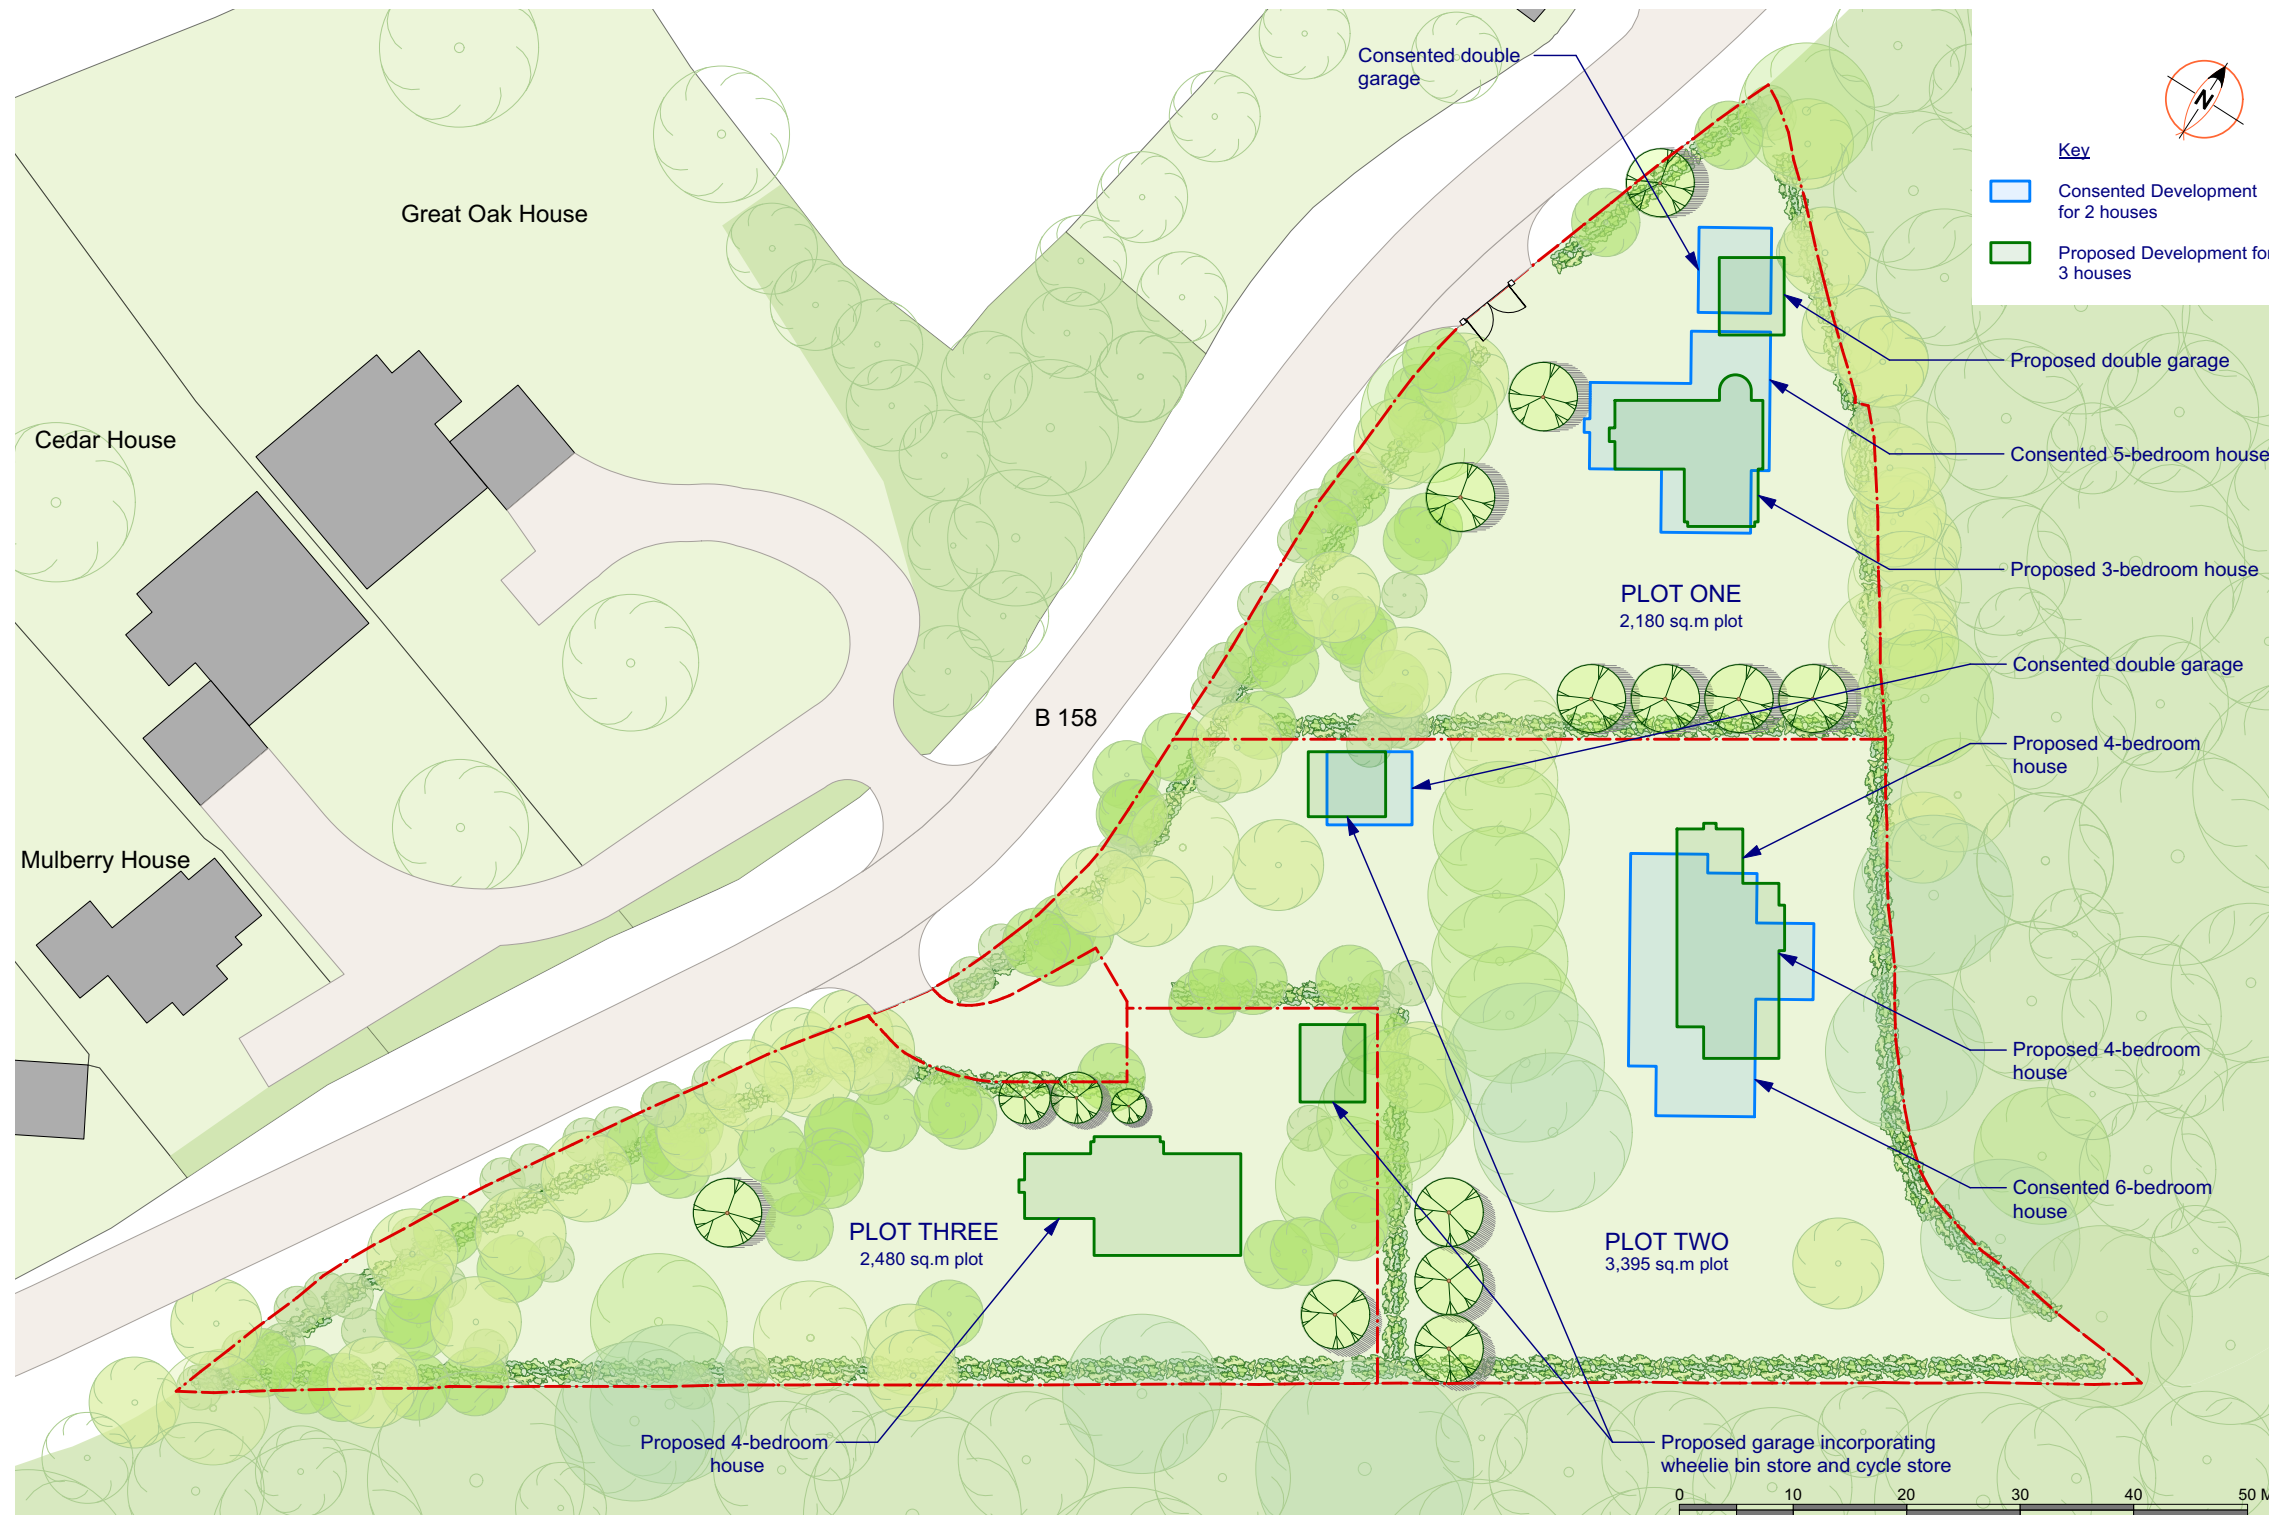 Consented double
garage
N
Key
Consented Development
for 2 houses
Proposed Development for
3 houses
Great Oak House
Cedar House
Mulberry House
B 158
Proposed double garage
Consented 5-bedroom house
Proposed 3-bedroom house
PLOT ONE
2,180 sq.m plot
Consented double garage
Proposed 4-bedroom
house
Proposed 4-bedroom
house
Consented 6-bedroom
house
PLOT THREE
2,480 sq.m plot
PLOT TWO
3,395 sq.m plot
Proposed 4-bedroom
house
Proposed garage incorporating
wheelie bin store and cycle store
0 10 20 30 40 50 M